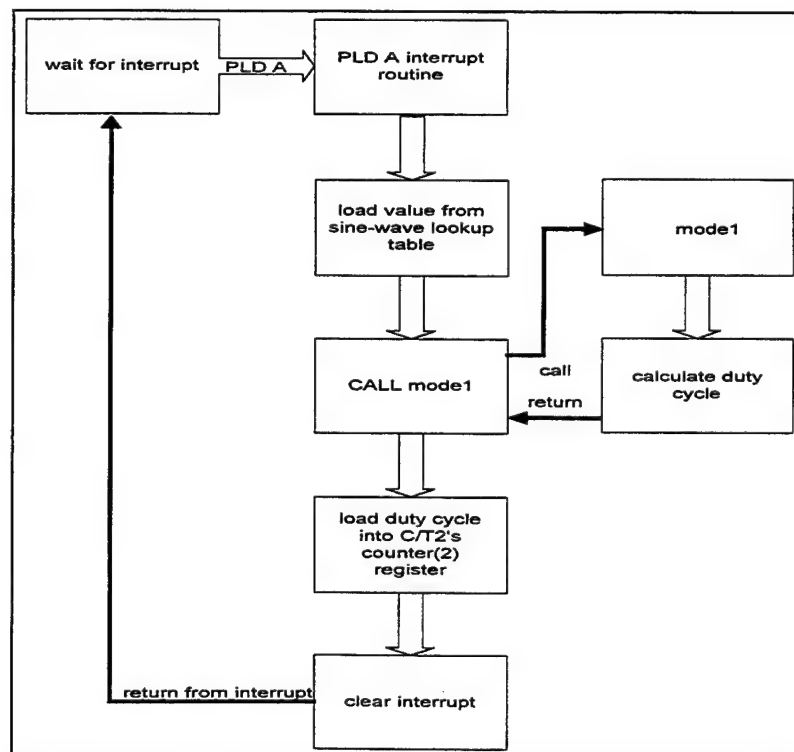 wait for interrupt
PLD A
PLD A interrupt
routine
load value from
sine-wave lookup
table
mode1
CALL mode1
call
return
calculate duty
cycle
load duty cycle
into C/T2's
counter(2)
register
return from interrupt
clear interrupt